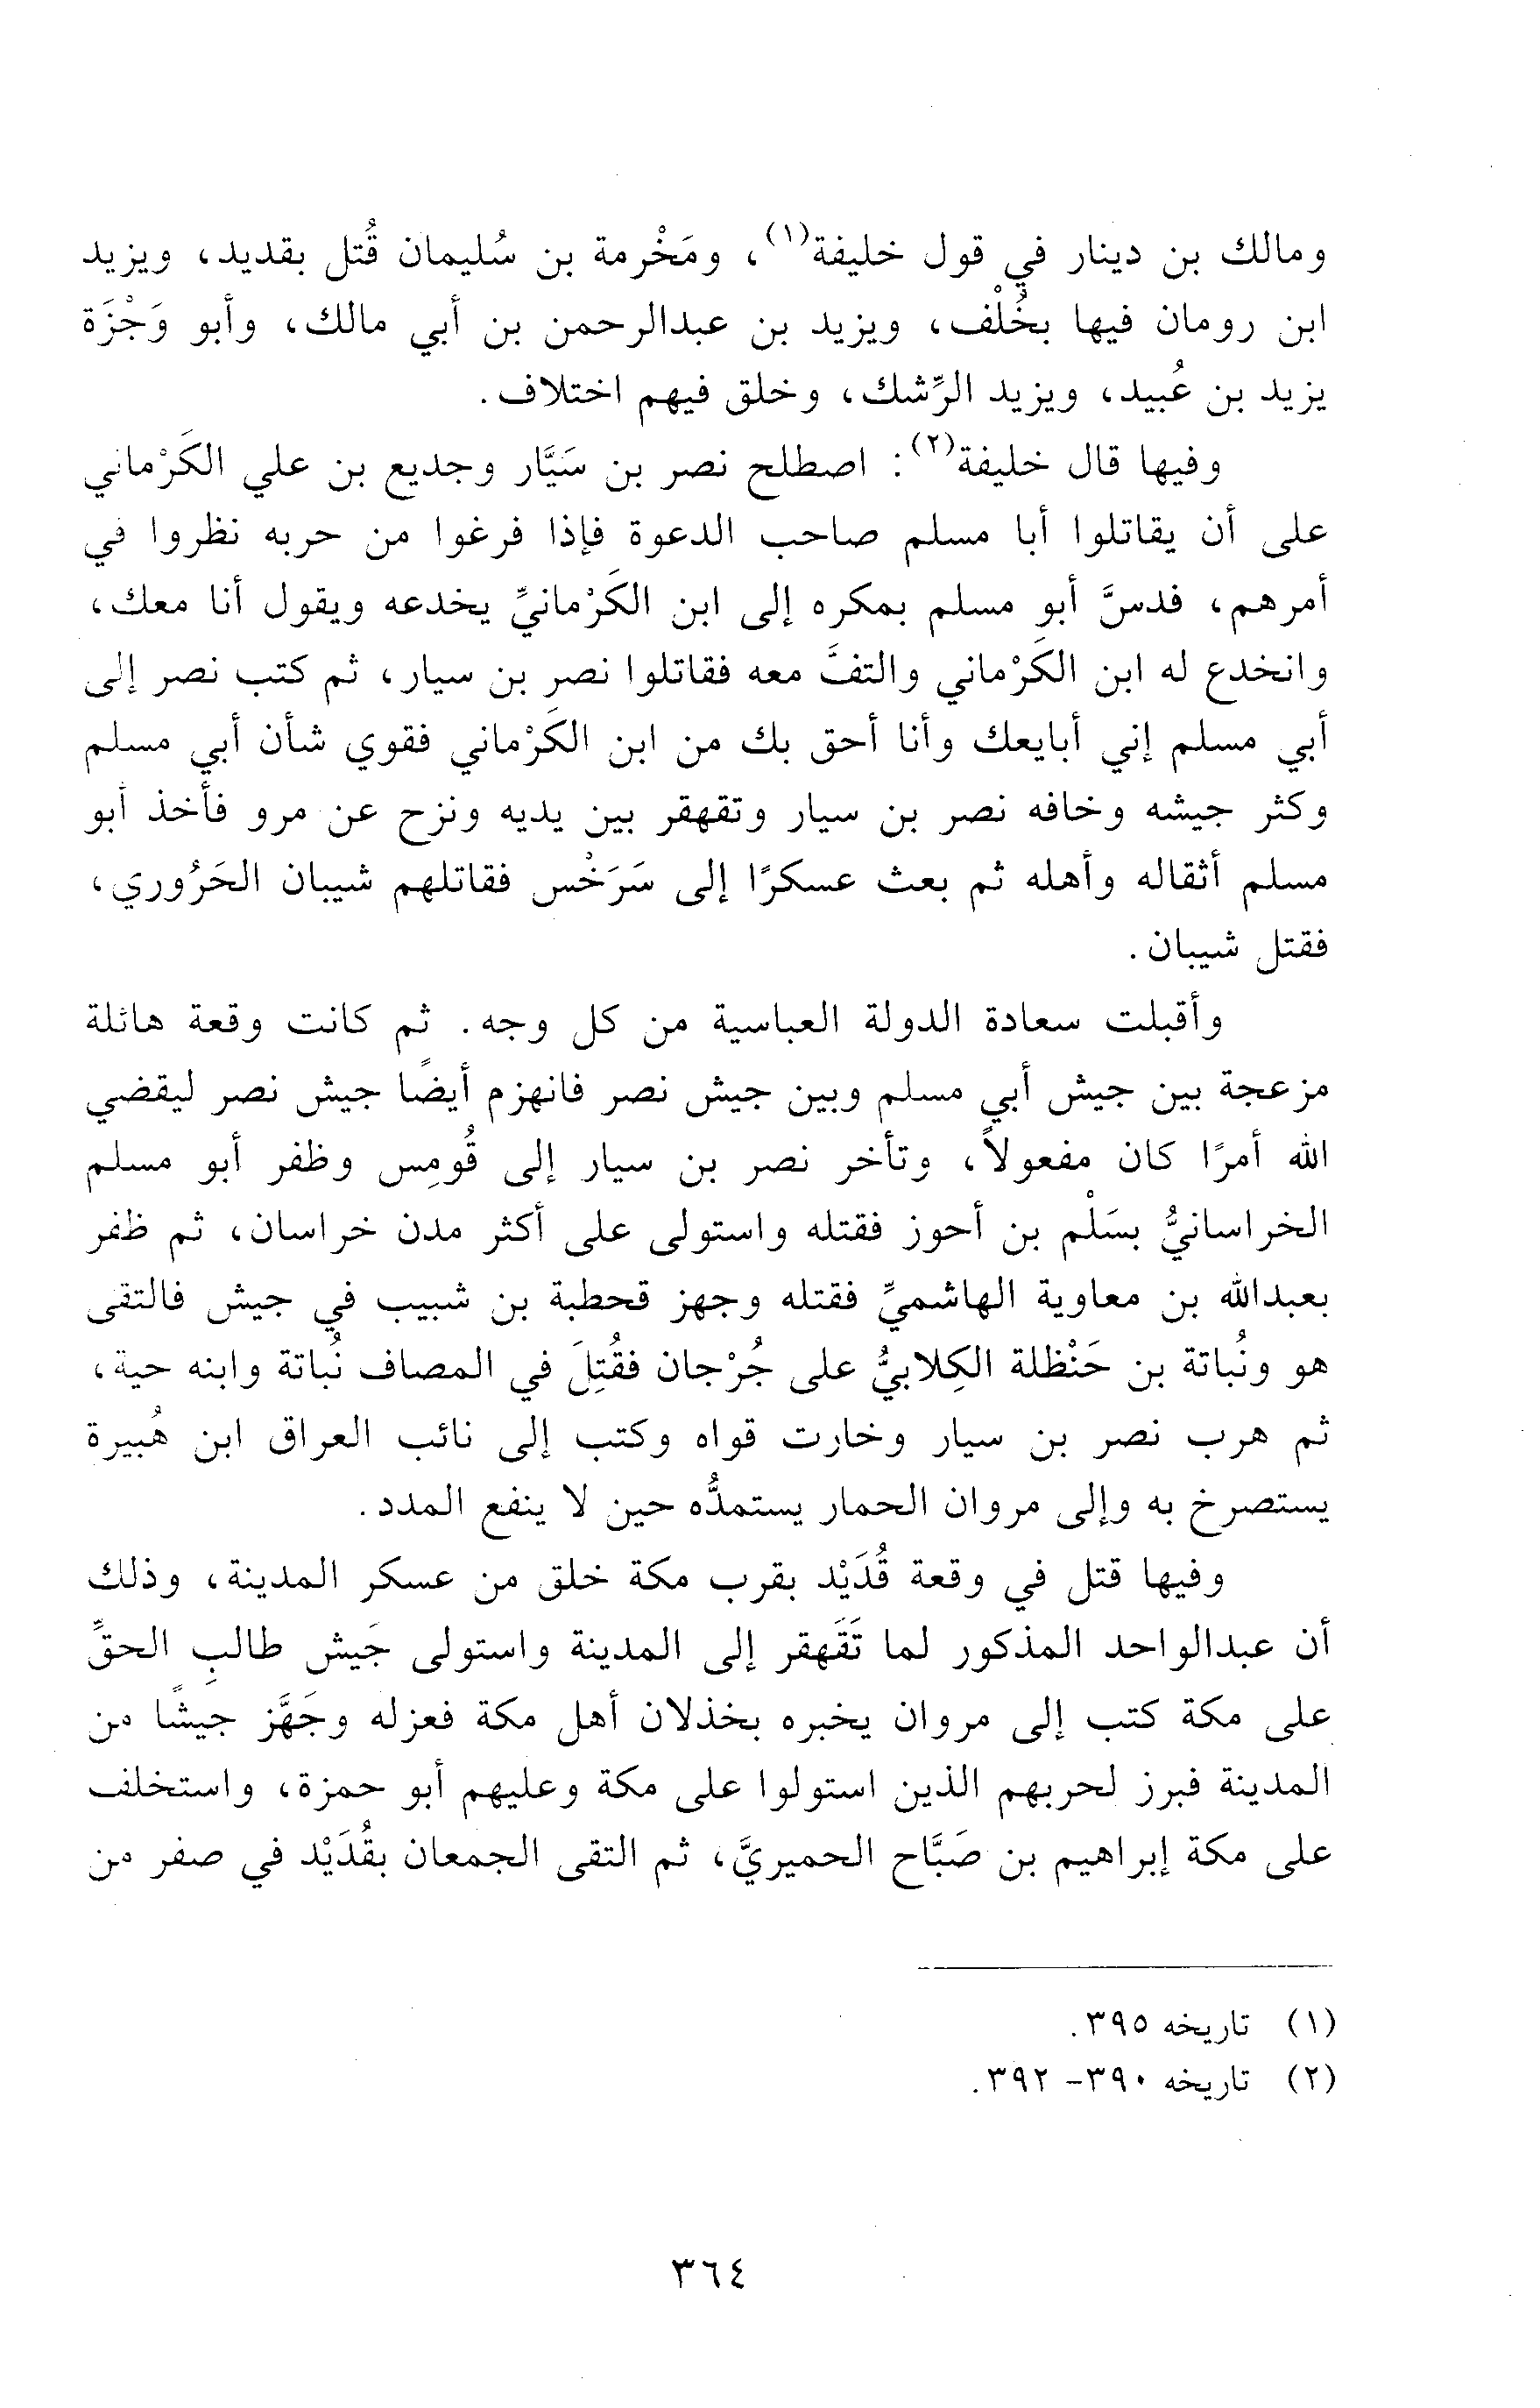 ومالك بن دينار في قول خليفة(١)، ومَخْرمة بن سُليمان قُتل بقديد، ويزيد
ابن رومان فيها بخُلْف، ويزيد بن عبدالرحمن بن أبي مالك، وأبو وَجْزَة
يزيد بن عُبيد، ويزيد الرِّشك، وخلق فيهم اختلاف.
وفيها قال خليفة(٢): اصطلح نصر بن سَيَّار وجديع بن علي الكَرْماني
على أن يقاتلوا أبا مسلم صاحب الدعوة فإذا فرغوا من حربه نظروا في
أمرهم، فدسَّ أبو مسلم بمكره إلى ابن الكَرْمانيِّ يخدعه ويقول أنا معك،
وانخدع له ابن الكَرْماني والتفَّ معه فقاتلوا نصر بن سيار، ثم كتب نصر إلى
أبي مسلم إني أبايعك وأنا أحق بك من ابن الكَرْماني فقوي شأن أبي مسلم
وكثر جيشه وخافه نصر بن سيار وتقهقر بين يديه ونزح عن مرو فأخذ أبو
مسلم أثقاله وأهله ثم بعث عسكرًا إلى سَرَخْس فقاتلهم شيبان الحَرُوري،
فقتل شيبان.
وأقبلت سعادة الدولة العباسية من كل وجه. ثم كانت وقعة هائلة
مزعجة بين جيش أبي مسلم وبين جيش نصر فانهزم أيضًا جيش نصر ليقضي
الله أمرًا كان مفعولاً، وتأخر نصر بن سيار إلى قُومِس وظفر أبو مسلم
الخراسانيُّ بسَلْم بن أحوز فقتله واستولى على أكثر مدن خراسان، ثم ظفر
بعبدالله بن معاوية الهاشميِّ فقتله وجهز قحطبة بن شبيب في جيش فالتقى
هو ونُباتة بن حَنْظلة الكِلابيُّ على جُرْجان فقُتِلَ في المصاف نُباتة وابنه حية،
ثم هرب نصر بن سيار وخارت قواه وكتب إلى نائب العراق ابن هُبيرة
يستصرخ به وإلى مروان الحمار يستمدُّه حين لا ينفع المدد.
وفيها قتل في وقعة قُدَيْد بقرب مكة خلق من عسكر المدينة، وذلك
أن عبدالواحد المذكور لما تَقَهقر إلى المدينة واستولى جَيش طالبِ الحقِّ
على مكة كتب إلى مروان يخبره بخذلان أهل مكة فعزله وجَهَّز جيشًا من
المدينة فبرز لحربهم الذين استولوا على مكة وعليهم أبو حمزة، واستخلف
على مكة إبراهيم بن صَبَّاح الحميريَّ، ثم التقى الجمعان بقُدَيْد في صفر من
(١) تاريخه ٣٩٥.
(٢) تاريخه ٣٩٠- ٣٩٢.
٣٦٤